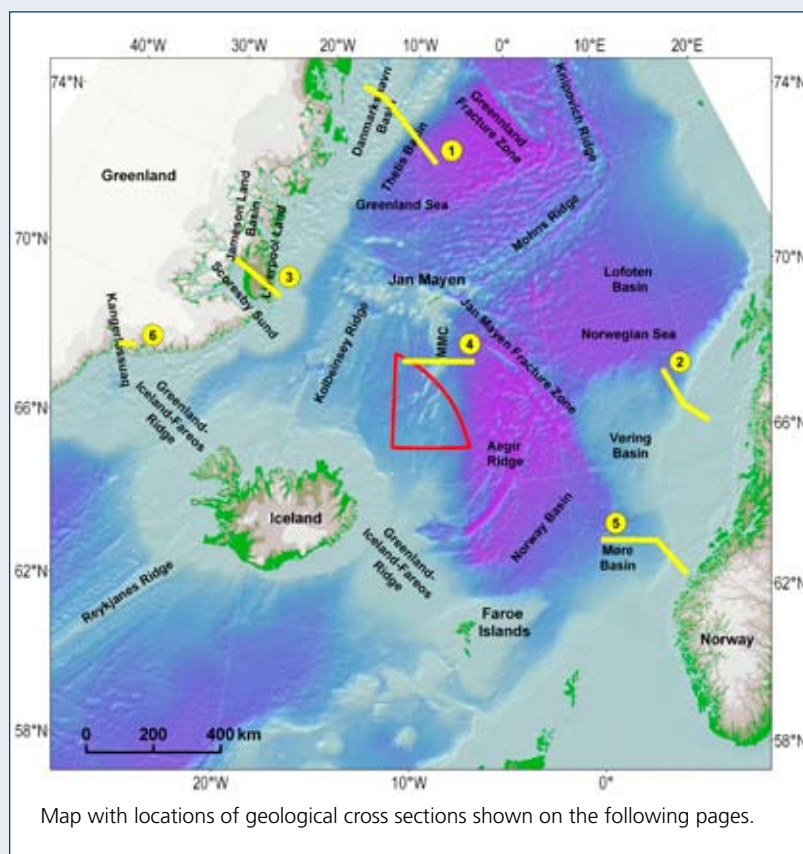 40°W 30°W 20°W 10°W 0° 10°E 20°E
74°N
74°N
Danmarkshavn
Basin
Greenland
Fracture Zone
Knipovich Ridge
1
Thetis Basin
Greenland
Greenland Sea
Jameson Land
Basin
Liverpool Land
Mohns Ridge
70°N
70°N
Scoresby Sund
3
Jan Mayen
Lofoten
Basin
Kangerlussuaq
6
Kolbeinsey Ridge
MMC
4
Jan Mayen Fracture Zone
Norwegian Sea
2
Greenland-
Iceland-Fareos
Ridge
66°N
66°N
Aegir
Ridge
Vering
Basin
Iceland
Norway Basin
5
Møre
Basin
Greenland-
Iceland-Fareos
Ridge
62°N
62°N
Reykjanes Ridge
Faroe
Islands
Norway
0 200 400 km
58°N
58°N
20°W 10°W 0°
Map with locations of geological cross sections shown on the following pages.